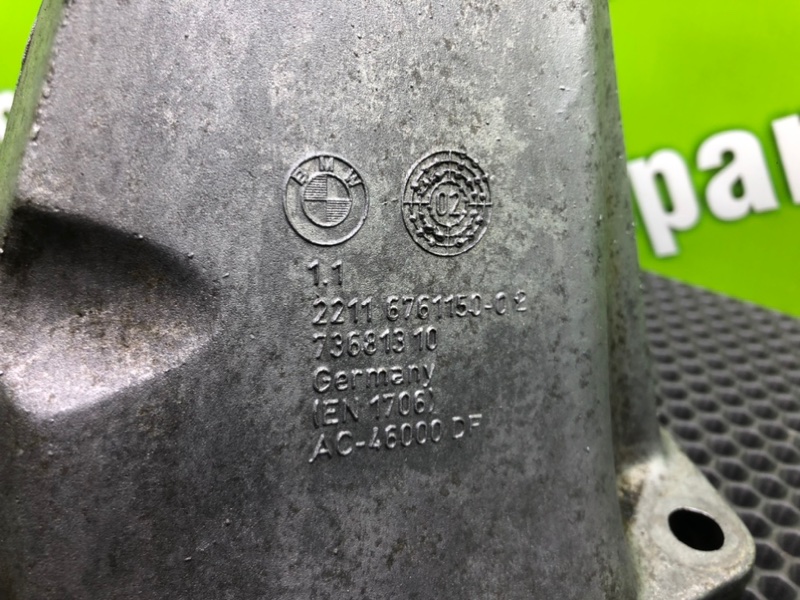 BMW
02
1.1
2211 6761150-02
73681310
Germany
(EN 1706)
AC-46000 DF
par